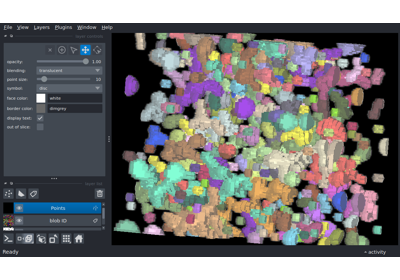 File View Layers Plugins Window Help
opacity: 1.00
blending: translucent
point size: 10
symbol: disc
face color: white
border color: dimgrey
display text: ✓
out of slice:
Points
blob ID
Ready
activity